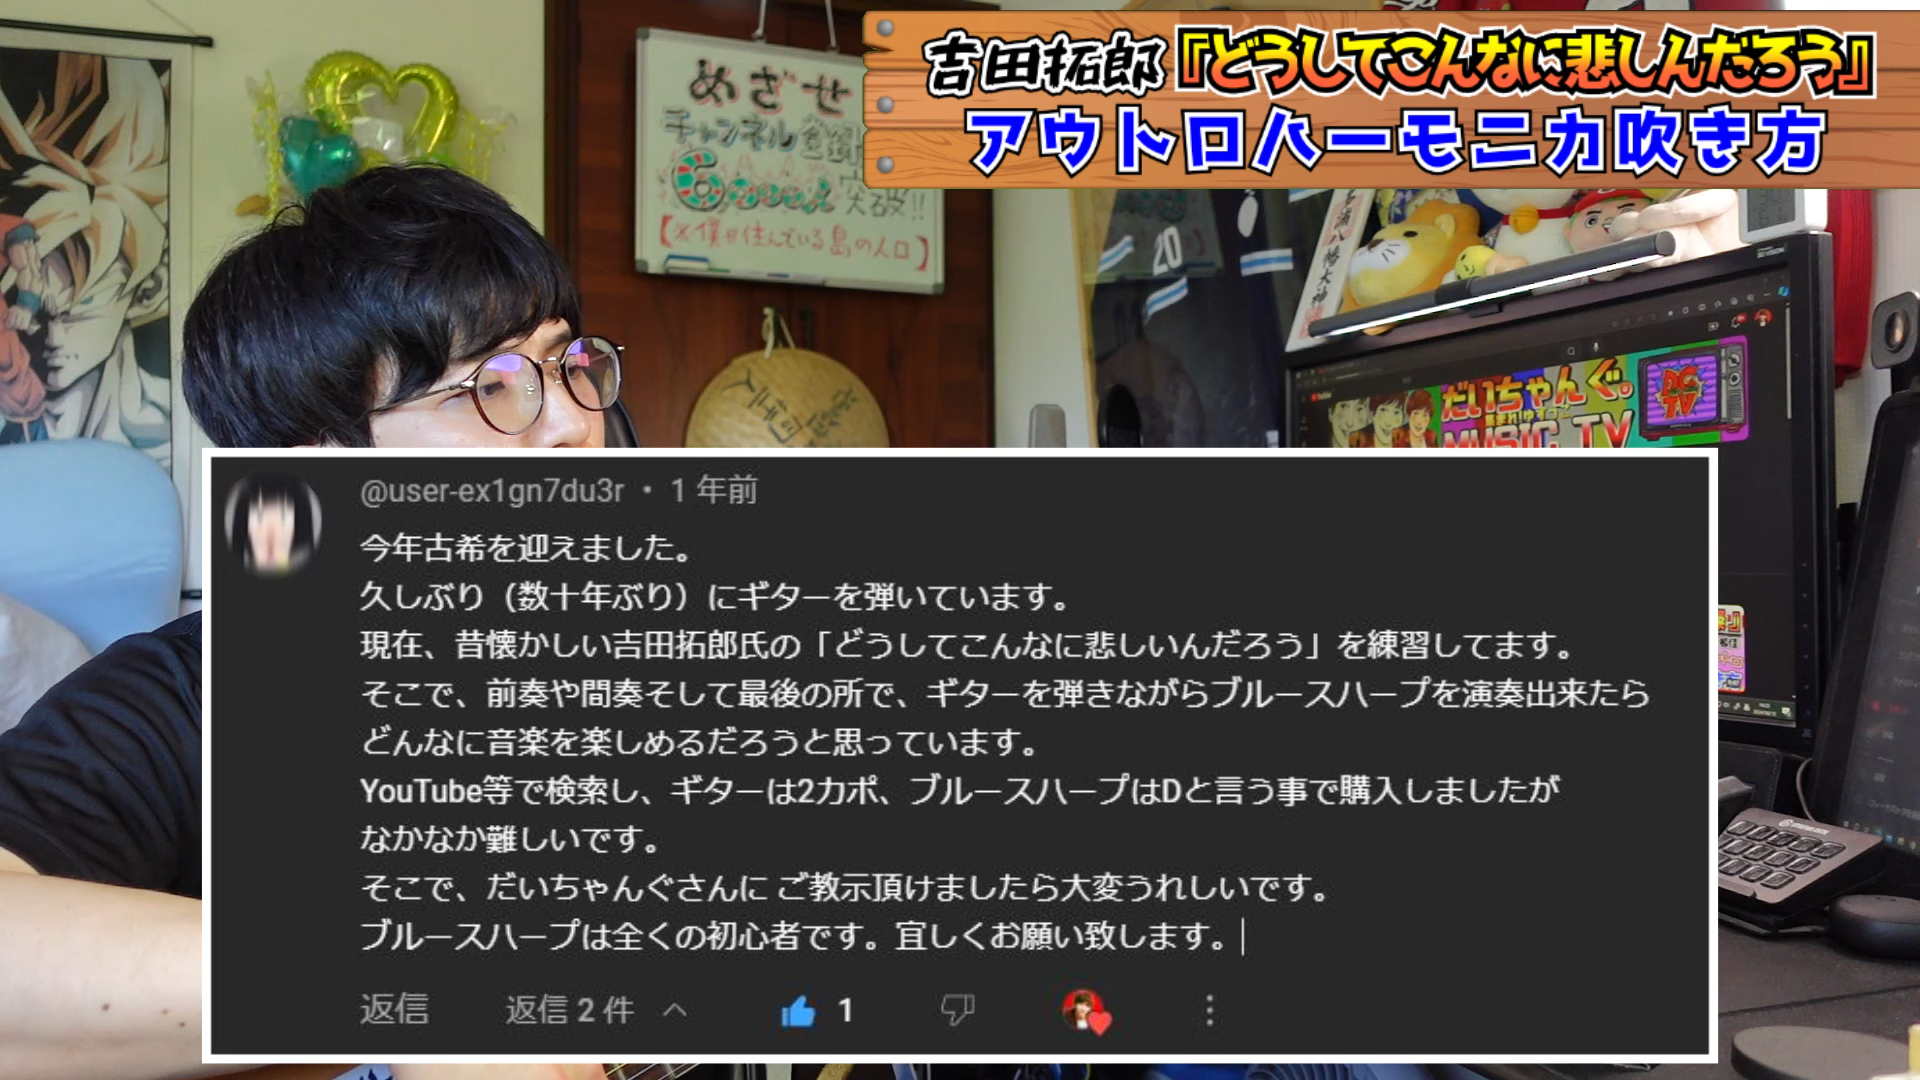 吉田拓郎『どうしてこんなに悲しんだろう』
アウトロハーモニカ吹き方
めざせ
チャンネル登録
6000人突破!!
【※僕が住んでいる島の人口】
20
八幡大神
だいちゃんぐ。
MUSIC TV
DC TV
@user-ex1gn7du3r・1 年前
今年古希を迎えました。
久しぶり（数十年ぶり）にギターを弾いています。
現在、昔懐かしい吉田拓郎氏の「どうしてこんなに悲しいんだろう」を練習してます。
そこで、前奏や間奏そして最後の所で、ギターを弾きながらブルースハープを演奏出来たら
どんなに音楽を楽しめるだろうと思っています。
YouTube等で検索し、ギターは2カポ、ブルースハープはDと言う事で購入しましたが
なかなか難しいです。
そこで、だいちゃんぐさんに ご教示頂けましたら大変うれしいです。
ブルースハープは全くの初心者です。宜しくお願い致します。
返信 返信 2 件 1